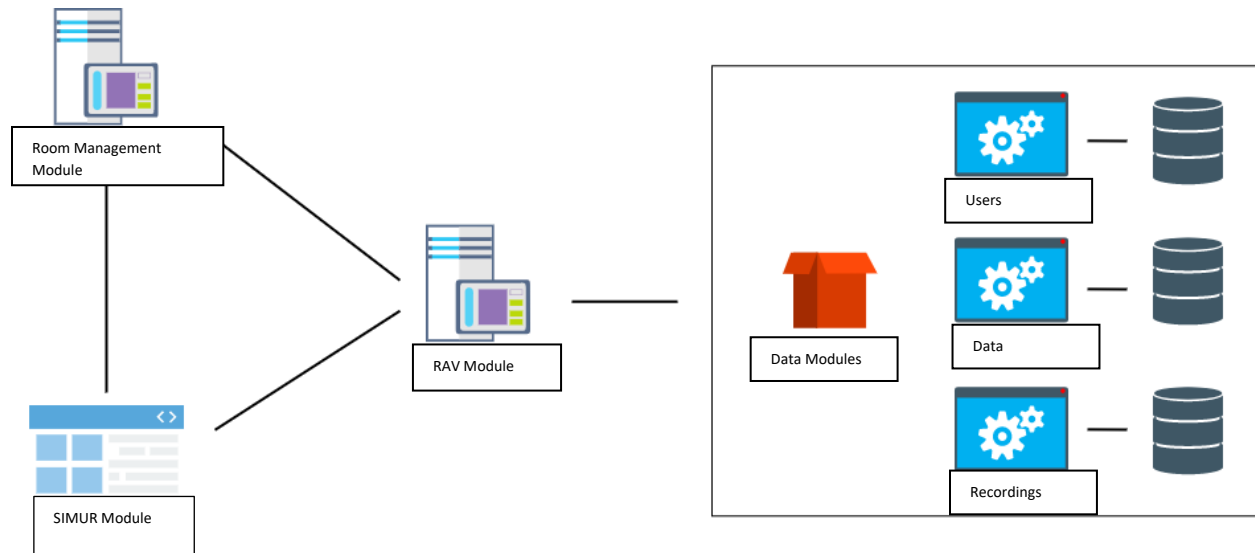 Room Management
Module
Users
RAV Module
Data Modules
Data
SIMUR Module
Recordings